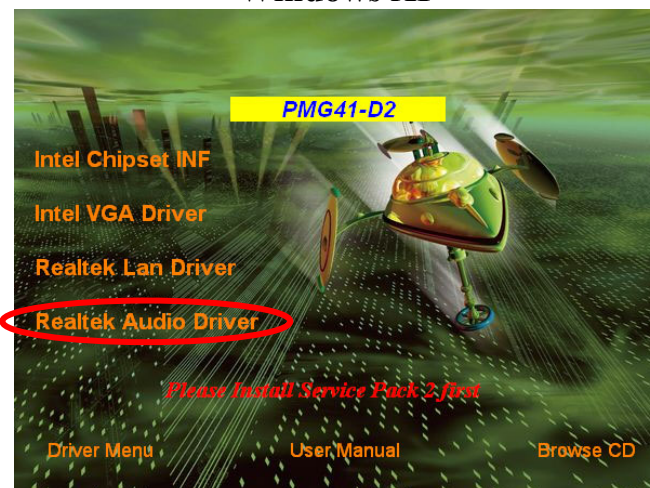 PMG41-D2
Intel Chipset INF
Intel VGA Driver
Realtek Lan Driver
Realtek Audio Driver
Please Install Service Pack 2 first
Driver Menu User Manual Browse CD